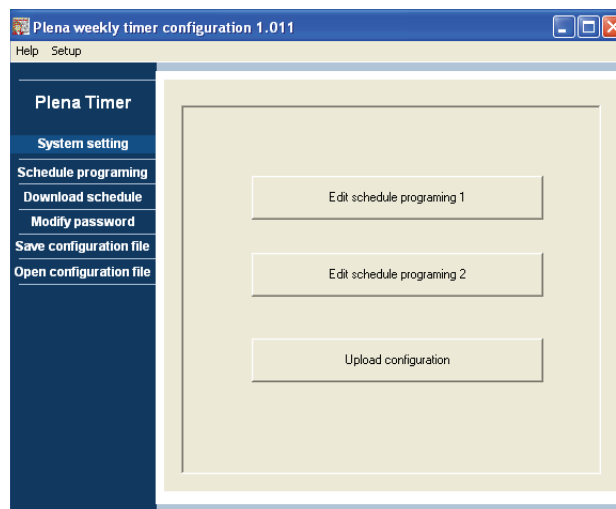 Plena weekly timer configuration 1.011
Help Setup
Plena Timer
System setting
Schedule programing
Download schedule
Modify password
Save configuration file
Open configuration file
Edit schedule programing 1
Edit schedule programing 2
Upload configuration